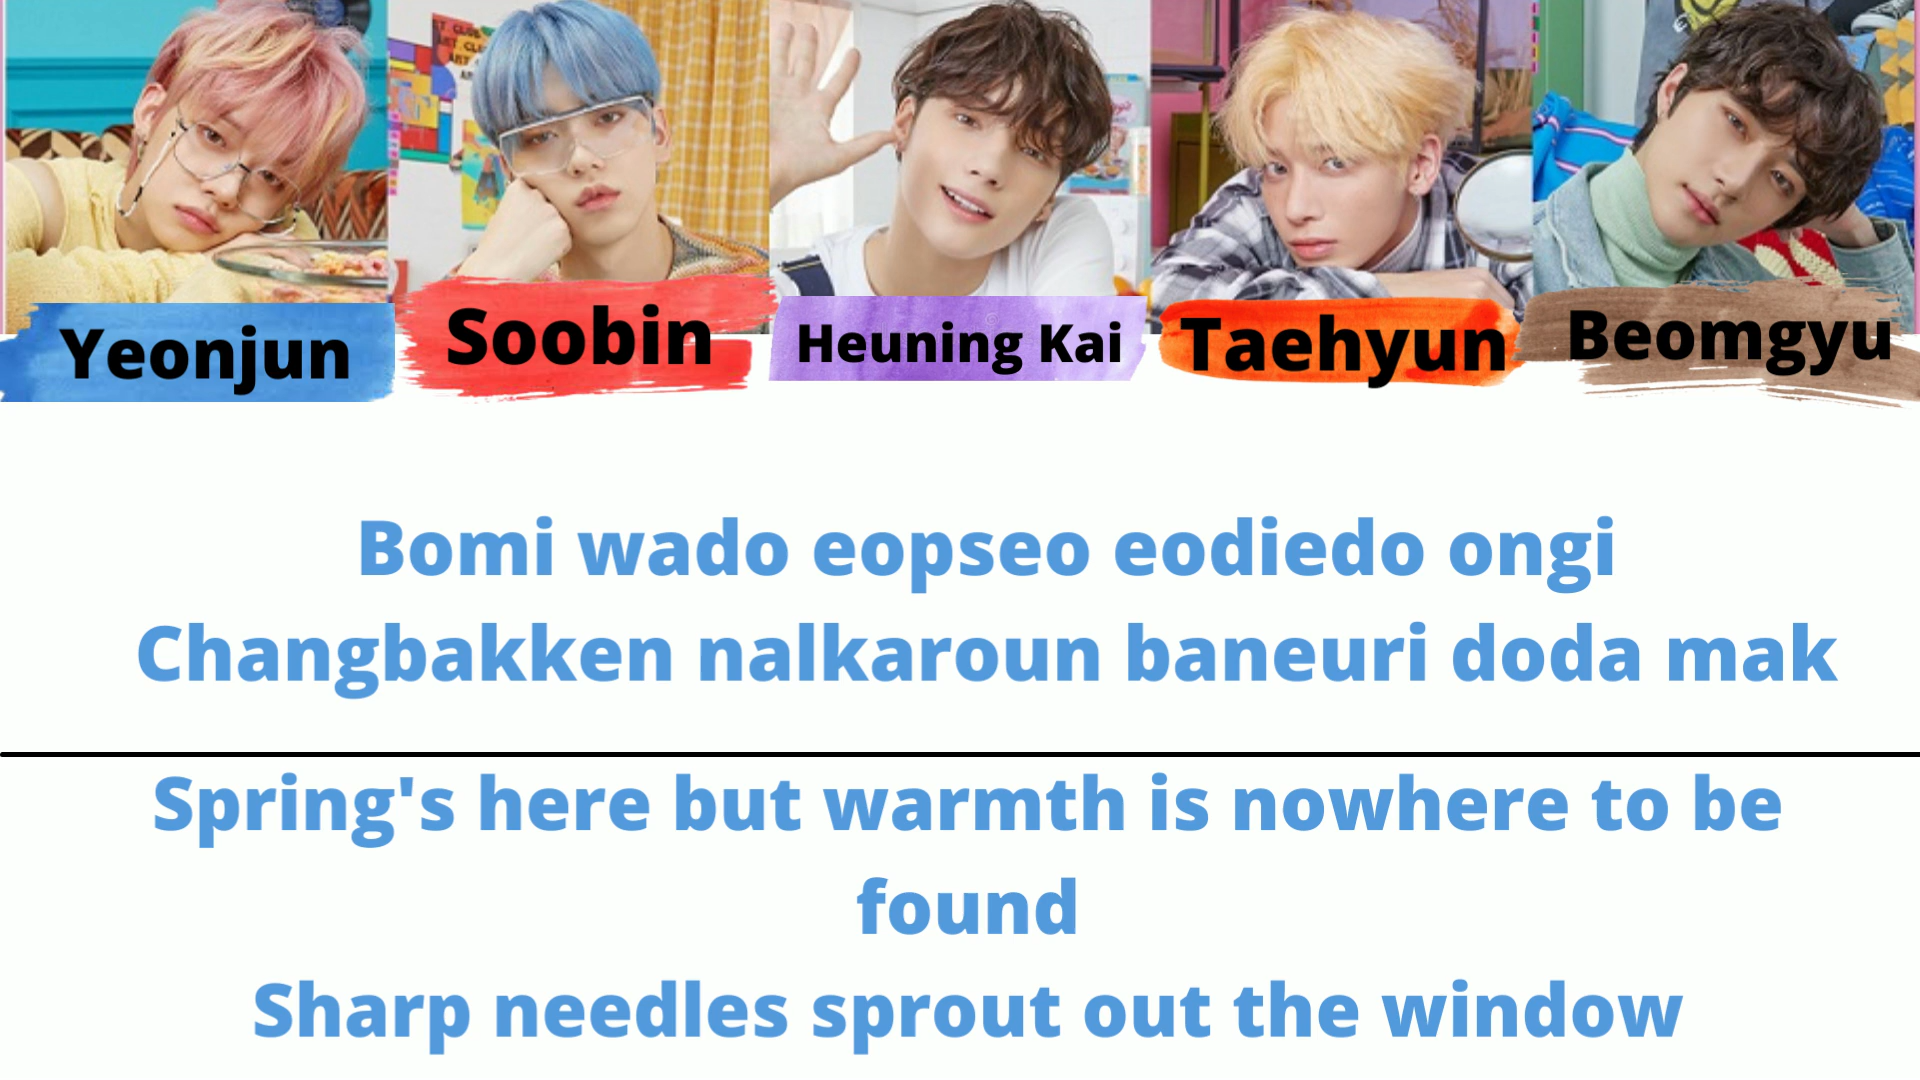 Yeonjun
Soobin
Heuning Kai
Taehyun
Beomgyu
Bomi wado eopseo eodiedo ongi
Changbakken nalkaroun baneuri doda mak
Spring's here but warmth is nowhere to be
found
Sharp needles sprout out the window